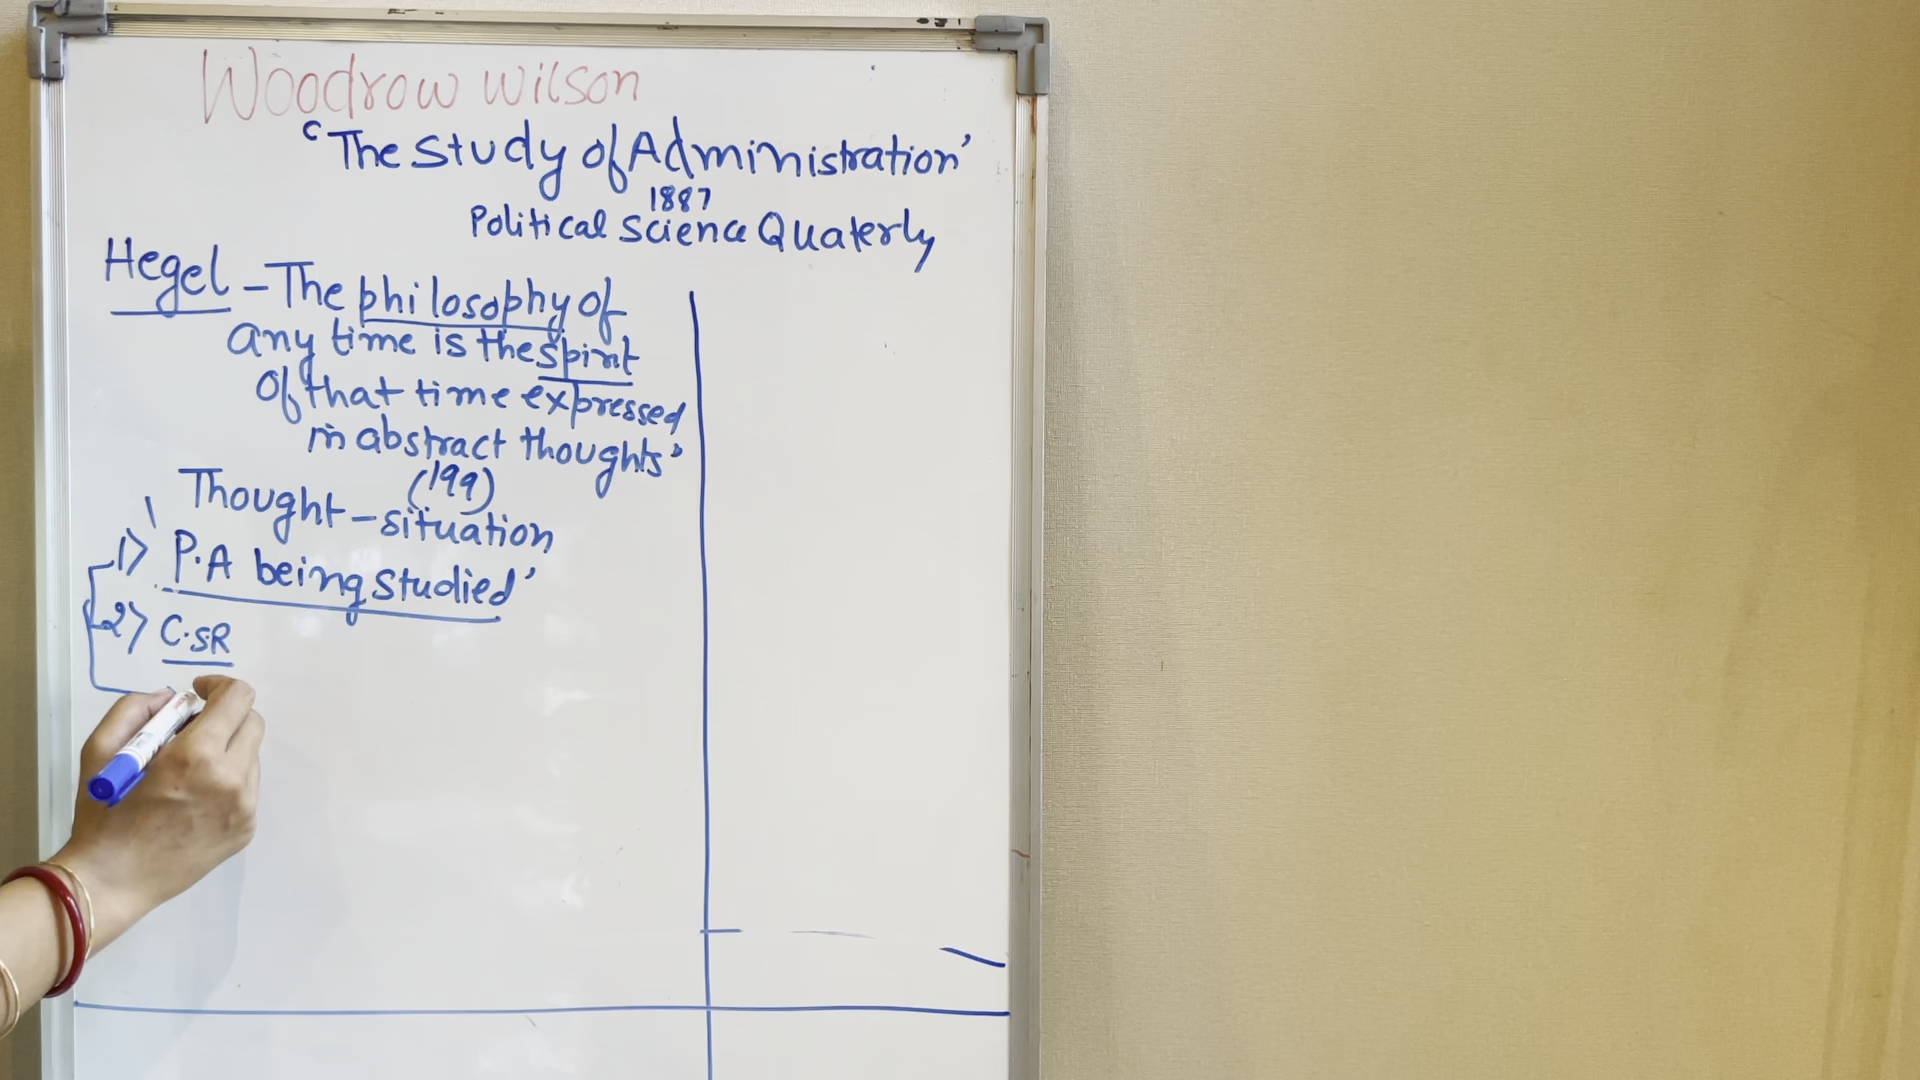 Woodrow Wilson
'The Study of Administration'
1887
Political Science Quaterly
Hegel - The philosophy of
any time is the spirit
of that time expressed
in abstract thoughts'
(199)
Thought - situation
1) P.A being studied'
2) C.SR